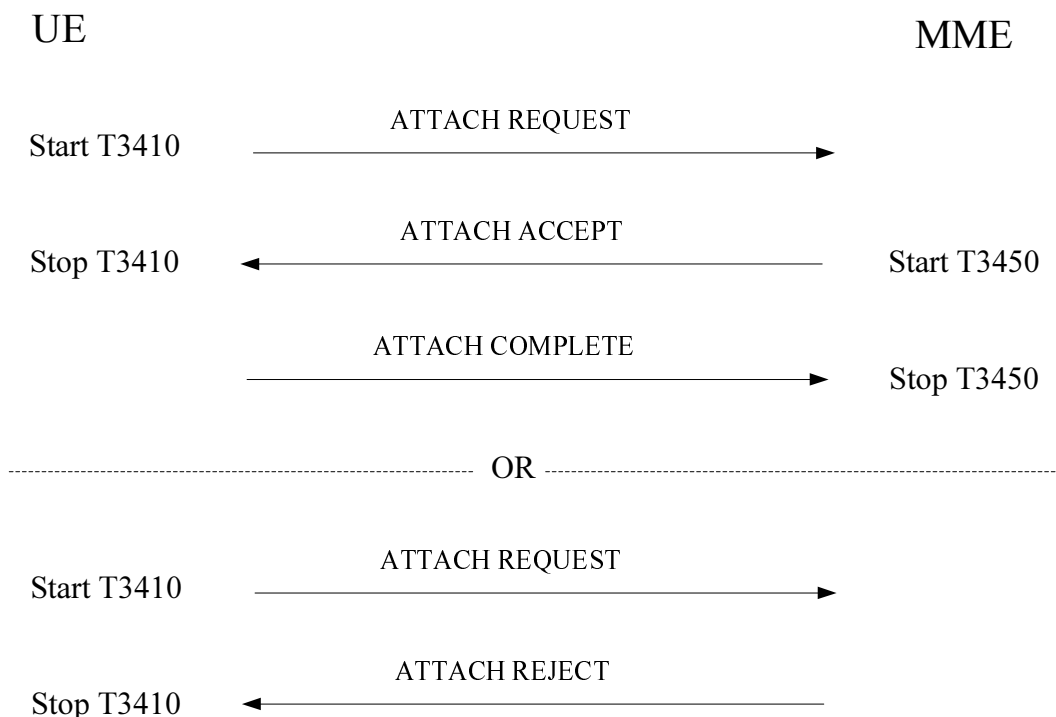 UE MME
ATTACH REQUEST
Start T3410
ATTACH ACCEPT
Stop T3410 Start T3450
ATTACH COMPLETE
Stop T3450
OR
ATTACH REQUEST
Start T3410
ATTACH REJECT
Stop T3410